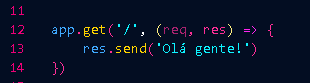 11
12 app.get('/', (req, res) => {
13 res.send('Olá gente!')
14 })